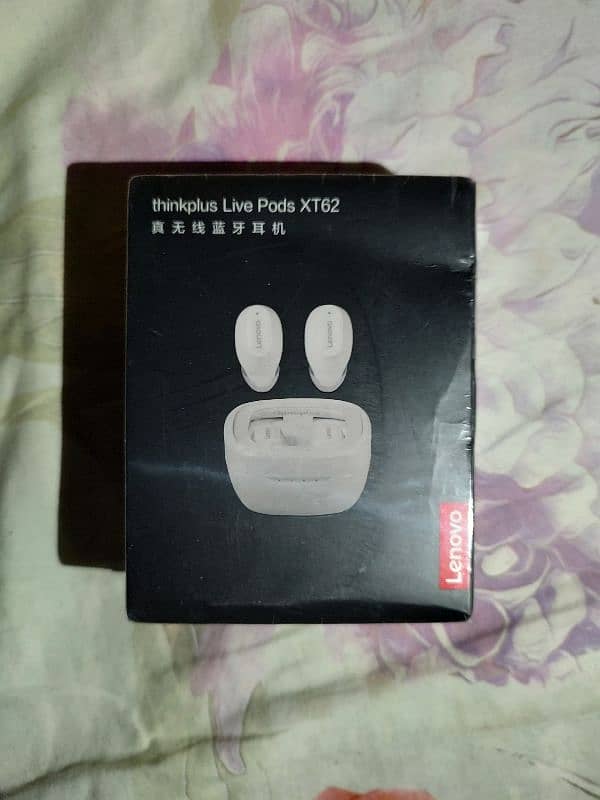 thinkplus Live Pods XT62
真无线蓝牙耳机
Lenovo
Lenovo
Lenovo